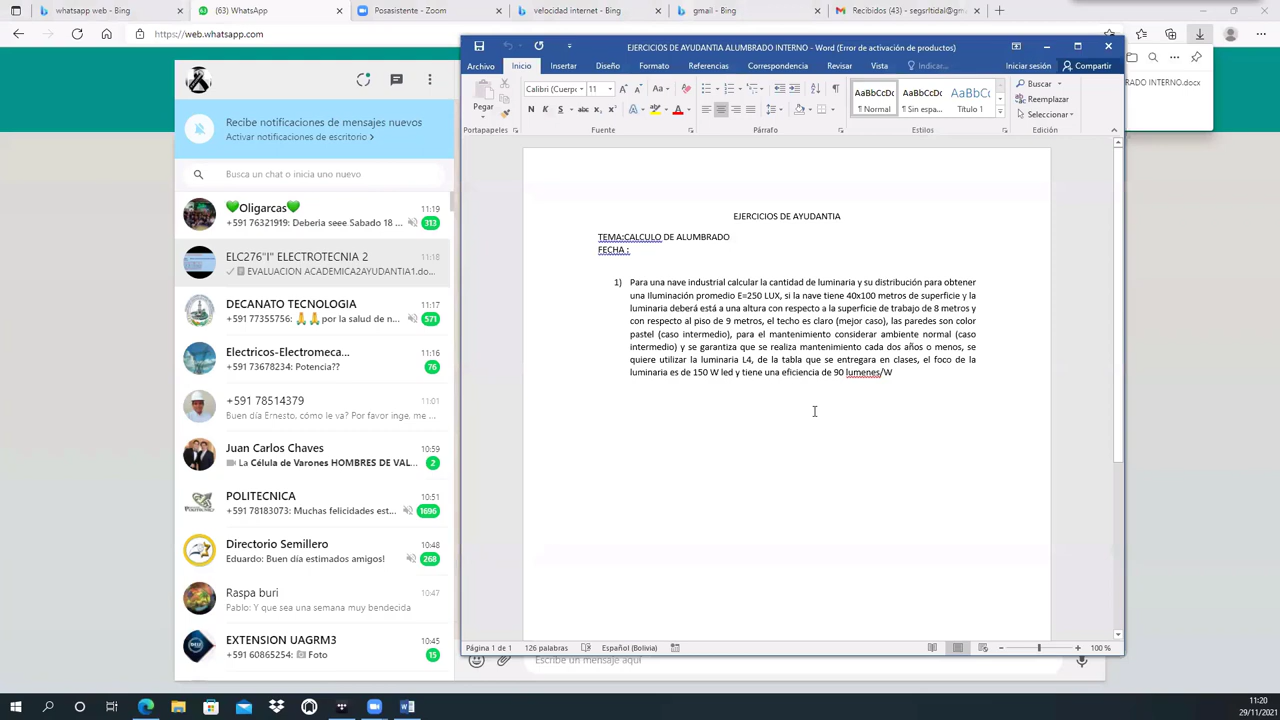 whatsapp web - Bing
(63) WhatsApp
Posasistente - Zoom
velocidad internet - Bing
gmail - Bing
Recibidos (43) - segsrltidal@gm
https://web.whatsapp.com
Recibe notificaciones de mensajes nuevos
Activar notificaciones de escritorio >
Busca un chat o inicia uno nuevo
💚Oligarcas💚 11:19
+591 76321919: Deberia seee Sabado 18 ... 313
ELC276"I" ELECTROTECNIA 2 11:18
EVALUACION ACADEMICA2AYUDANTIA1.do...
DECANATO TECNOLOGIA 11:17
+591 77355756: 🙏🙏por la salud de n... 571
Electricos-Electromeca... 11:16
+591 73678234: Potencia?? 76
+591 78514379 11:01
Buen día Ernesto, cómo le va? Por favor inge, me ...
Juan Carlos Chaves 10:59
La Célula de Varones HOMBRES DE VAL... 2
POLITECNICA 10:51
+591 78183073: Muchas felicidades est... 1696
Directorio Semillero 10:48
Eduardo: Buen día estimados amigos! 268
Raspa buri 10:47
Pablo: Y que sea una semana muy bendecida
EXTENSION UAGRM3 10:45
+591 60865254: Foto 15
EJERCICIOS DE AYUDANTIA ALUMBRADO INTERNO - Word (Error de activación de productos)
Archivo Inicio Insertar Diseño Formato Referencias Correspondencia Revisar Vista Indicar... Iniciar sesión Compartir
Pegar
Calibri (Cuerpo 11
N K S abc x₂ x²
AaBbCcDc AaBbCcDc AaBbCc
¶ Normal ¶ Sin espa... Título 1
Buscar
Reemplazar
Seleccionar
Portapapeles Fuente Párrafo Estilos Edición
RADO INTERNO.docx
EJERCICIOS DE AYUDANTIA
TEMA:CALCULO DE ALUMBRADO
FECHA :
1) Para una nave industrial calcular la cantidad de luminaria y su distribución para obtener
una Iluminación promedio E=250 LUX, si la nave tiene 40x100 metros de superficie y la
luminaria deberá está a una altura con respecto a la superficie de trabajo de 8 metros y
con respecto al piso de 9 metros, el techo es claro (mejor caso), las paredes son color
pastel (caso intermedio), para el mantenimiento considerar ambiente normal (caso
intermedio) y se garantiza que se realiza mantenimiento cada dos años o menos, se
quiere utilizar la luminaria L4, de la tabla que se entregara en clases, el foco de la
luminaria es de 150 W led y tiene una eficiencia de 90 lumenes/W
Página 1 de 1 126 palabras Español (Bolivia) 100 %
Escribe un mensaje aquí
11:20
29/11/2021